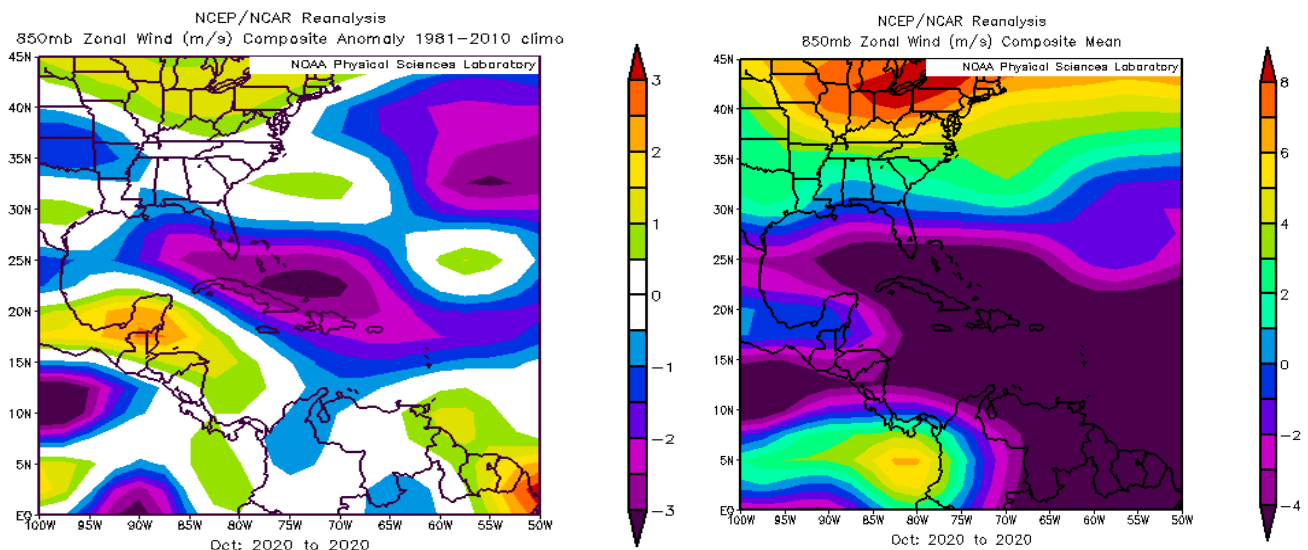 NCEP/NCAR Reanalysis
850mb Zonal Wind (m/s) Composite Anomaly 1981-2010 climo
NOAA Physical Sciences Laboratory
45N
40N
35N
30N
25N
20N
15N
10N
5N
EQ
100W 95W 90W 85W 80W 75W 70W 65W 60W 55W 50W
Oct: 2020 to 2020
3
2
1
0
-1
-2
-3
NCEP/NCAR Reanalysis
850mb Zonal Wind (m/s) Composite Mean
NOAA Physical Sciences Laboratory
45N
40N
35N
30N
25N
20N
15N
10N
5N
EQ
100W 95W 90W 85W 80W 75W 70W 65W 60W 55W 50W
Oct: 2020 to 2020
8
6
4
2
0
-2
-4